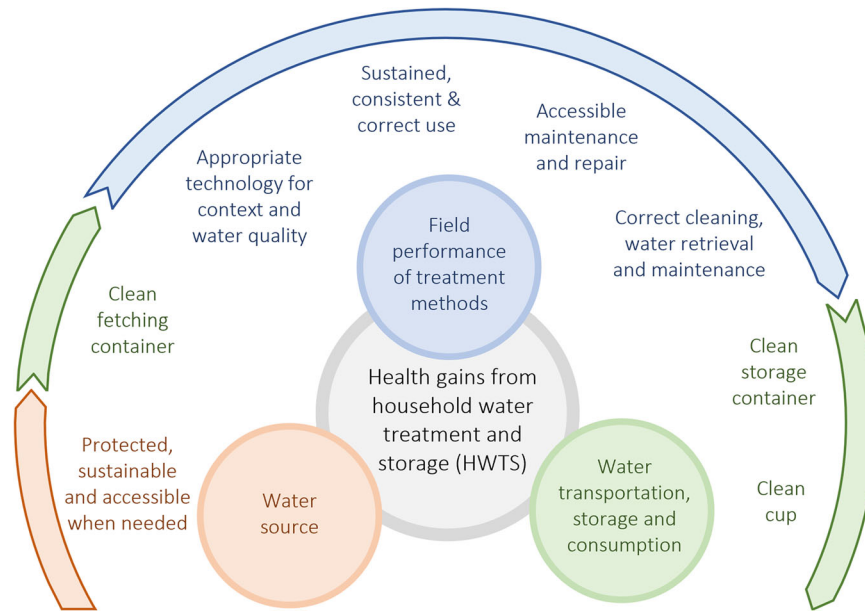 Sustained,
consistent &
correct use
Accessible
maintenance
and repair
Appropriate
technology for
context and
water quality
Correct cleaning,
water retrieval
and maintenance
Field
performance
of treatment
methods
Clean
fetching
container
Clean
storage
container
Health gains from
household water
treatment and
storage (HWTS)
Protected,
sustainable
and accessible
when needed
Water
source
Water
transportation,
storage and
consumption
Clean
cup